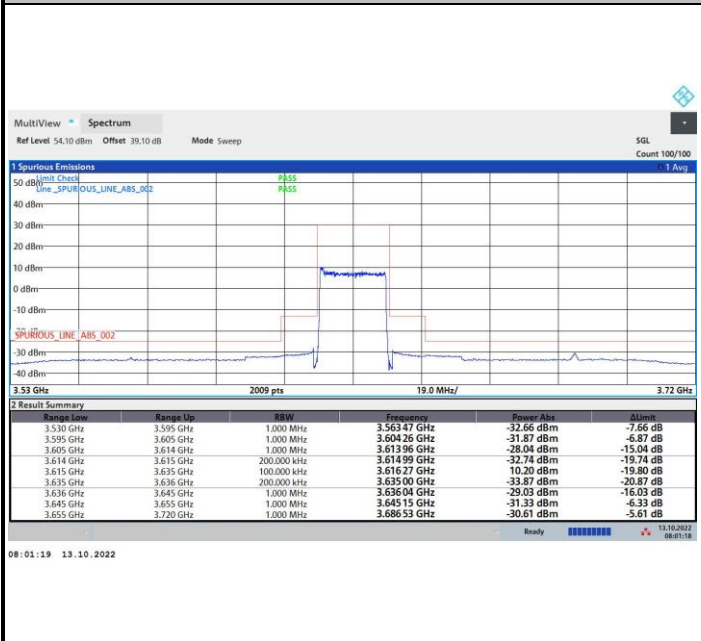 MultiView Spectrum
Ref Level 54.10 dBm Offset 39.10 dB Mode Sweep SGL
Count 100/100
1 Spurious Emissions 1 Avg
50 dBm Limit Check PASS
Line _SPURIOUS_LINE_ABS_002 PASS
40 dBm
30 dBm
20 dBm
10 dBm
0 dBm
-10 dBm
SPURIOUS_LINE_ABS_002
-30 dBm
-40 dBm
3.53 GHz 2009 pts 19.0 MHz/ 3.72 GHz
2 Result Summary
Range Low Range Up RBW Frequency Power Abs ΔLimit
3.530 GHz 3.595 GHz 1.000 MHz 3.563 47 GHz -32.66 dBm -7.66 dB
3.595 GHz 3.605 GHz 1.000 MHz 3.604 26 GHz -31.87 dBm -6.87 dB
3.605 GHz 3.614 GHz 1.000 MHz 3.613 96 GHz -28.04 dBm -15.04 dB
3.614 GHz 3.615 GHz 200.000 kHz 3.614 99 GHz -32.74 dBm -19.74 dB
3.615 GHz 3.635 GHz 100.000 kHz 3.616 27 GHz 10.20 dBm -19.80 dB
3.635 GHz 3.636 GHz 200.000 kHz 3.635 00 GHz -33.87 dBm -20.87 dB
3.636 GHz 3.645 GHz 1.000 MHz 3.636 04 GHz -29.03 dBm -16.03 dB
3.645 GHz 3.655 GHz 1.000 MHz 3.645 15 GHz -31.33 dBm -6.33 dB
3.655 GHz 3.720 GHz 1.000 MHz 3.686 53 GHz -30.61 dBm -5.61 dB
Ready 13.10.2022
08:01:18
08:01:19 13.10.2022